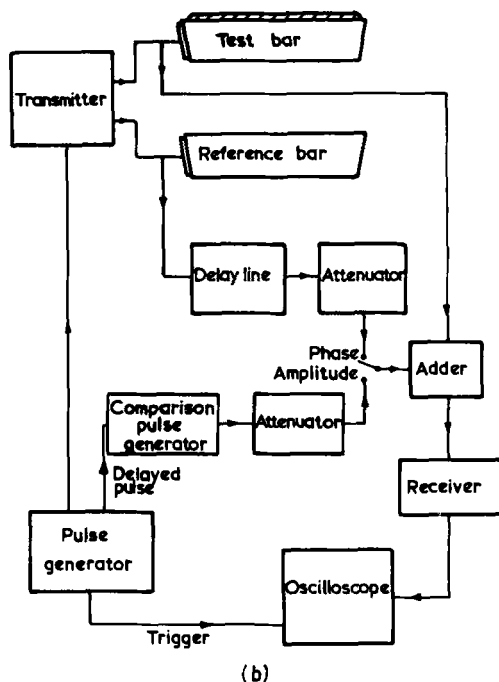 Test bar
Transmitter
Reference bar
Delay line
Attenuator
Phase
Amplitude
Adder
Comparison
pulse
generator
Attenuator
Delayed
pulse
Receiver
Pulse
generator
Oscilloscope
Trigger
(b)